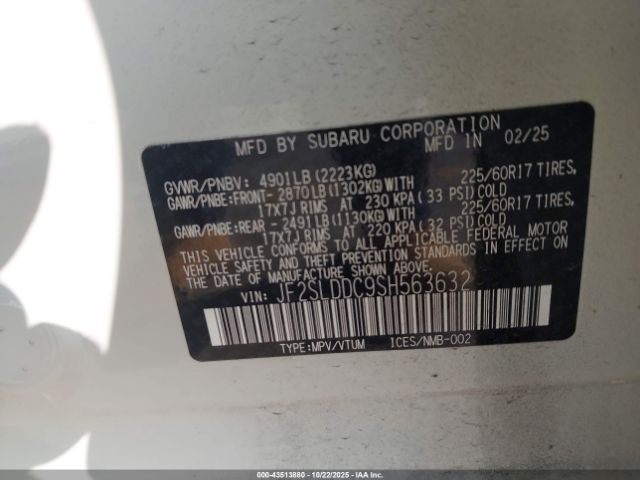 MFD BY SUBARU CORPORATION
MFD IN 02/25
GVWR/PNBV: 4901LB(2223KG)
GAWR/PNBE:FRONT- 2870LB(1302KG)WITH 225/60R17 TIRES,
17X7J RIMS AT 230 KPA(33 PSI)COLD
GAWR/PNBE:REAR - 2491LB(1130KG)WITH 225/60R17 TIRES,
17X7J RIMS AT 220 KPA(32 PSI)COLD
THIS VEHICLE CONFORMS TO ALL APPLICABLE FEDERAL MOTOR
VEHICLE SAFETY AND THEFT PREVENTION STANDARDS IN EFFECT ON
THE DATE OF MANUFACTURE SHOWN ABOVE.
VIN: JF2SLDDC9SH563632
TYPE:MPV/VTUM ICES/NMB-002
000-43513880 | 10/22/2025 | IAAI.COM